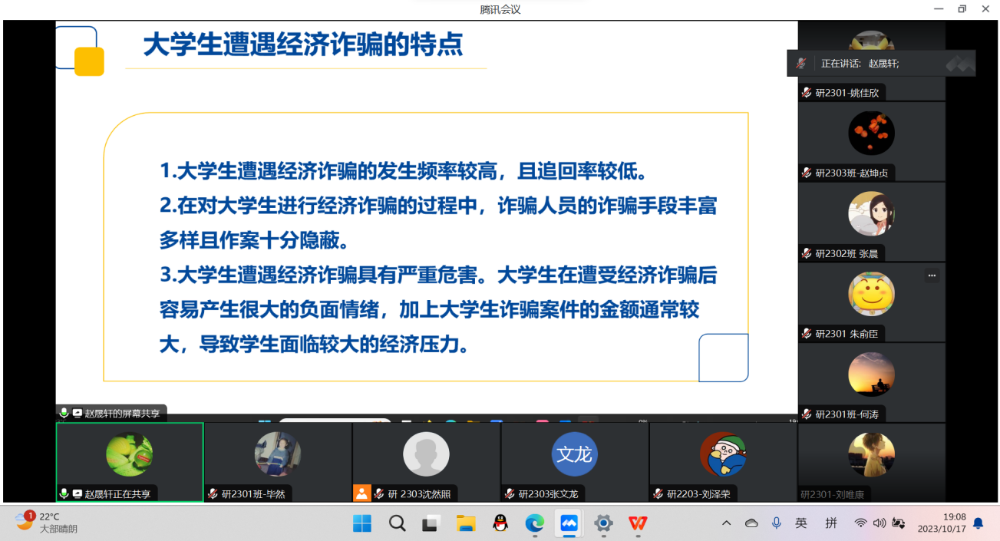 腾讯会议
大学生遭遇经济诈骗的特点
正在讲话: 赵晟轩;
研2301-姚佳欣
1.大学生遭遇经济诈骗的发生频率较高，且追回率较低。
2.在对大学生进行经济诈骗的过程中，诈骗人员的诈骗手段丰富
多样且作案十分隐蔽。
3.大学生遭遇经济诈骗具有严重危害。大学生在遭受经济诈骗后
容易产生很大的负面情绪，加上大学生诈骗案件的金额通常较
大，导致学生面临较大的经济压力。
研2303班-赵坤贞
研2302班 张晨
研2301 朱俞臣
研2301班-何涛
赵晟轩的屏幕共享
文龙
赵晟轩正在共享
研2301班-毕然
研 2303沈然照
研2303张文龙
研2203-刘泽荣
研2301-刘唯康
1
22°C
大部晴朗
英
拼
19:08
2023/10/17